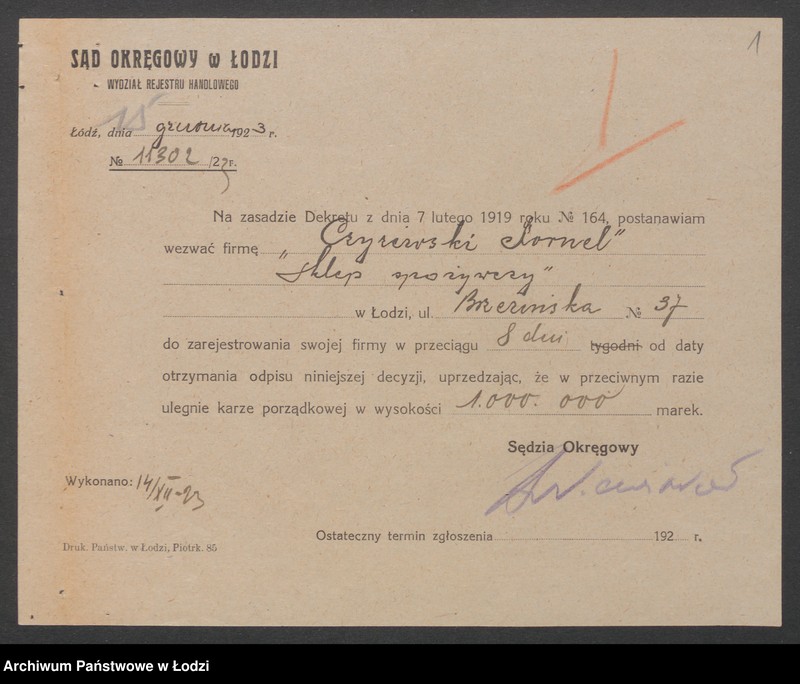 1
SĄD OKRĘGOWY w ŁODZI
WYDZIAŁ REJESTRU HANDLOWEGO
Łódź, dnia 15 grudnia 1923 r.
№ 11302 /23 r.
Na zasadzie Dekretu z dnia 7 lutego 1919 roku № 164, postanawiam
wezwać firmę „Czyżewski Kornel"
„Sklep spożywczy"
w Łodzi, ul. Brzezińska № 37
do zarejestrowania swojej firmy w przeciągu 8 dni tygodni od daty
otrzymania odpisu niniejszej decyzji, uprzedzając, że w przeciwnym razie
ulegnie karze porządkowej w wysokości 1.000.000 marek.
Sędzia Okręgowy
Wykonano: 14/XII-23
Ostateczny termin zgłoszenia 192 r.
Druk. Państw. w Łodzi, Piotrk. 85
Archiwum Państwowe w Łodzi